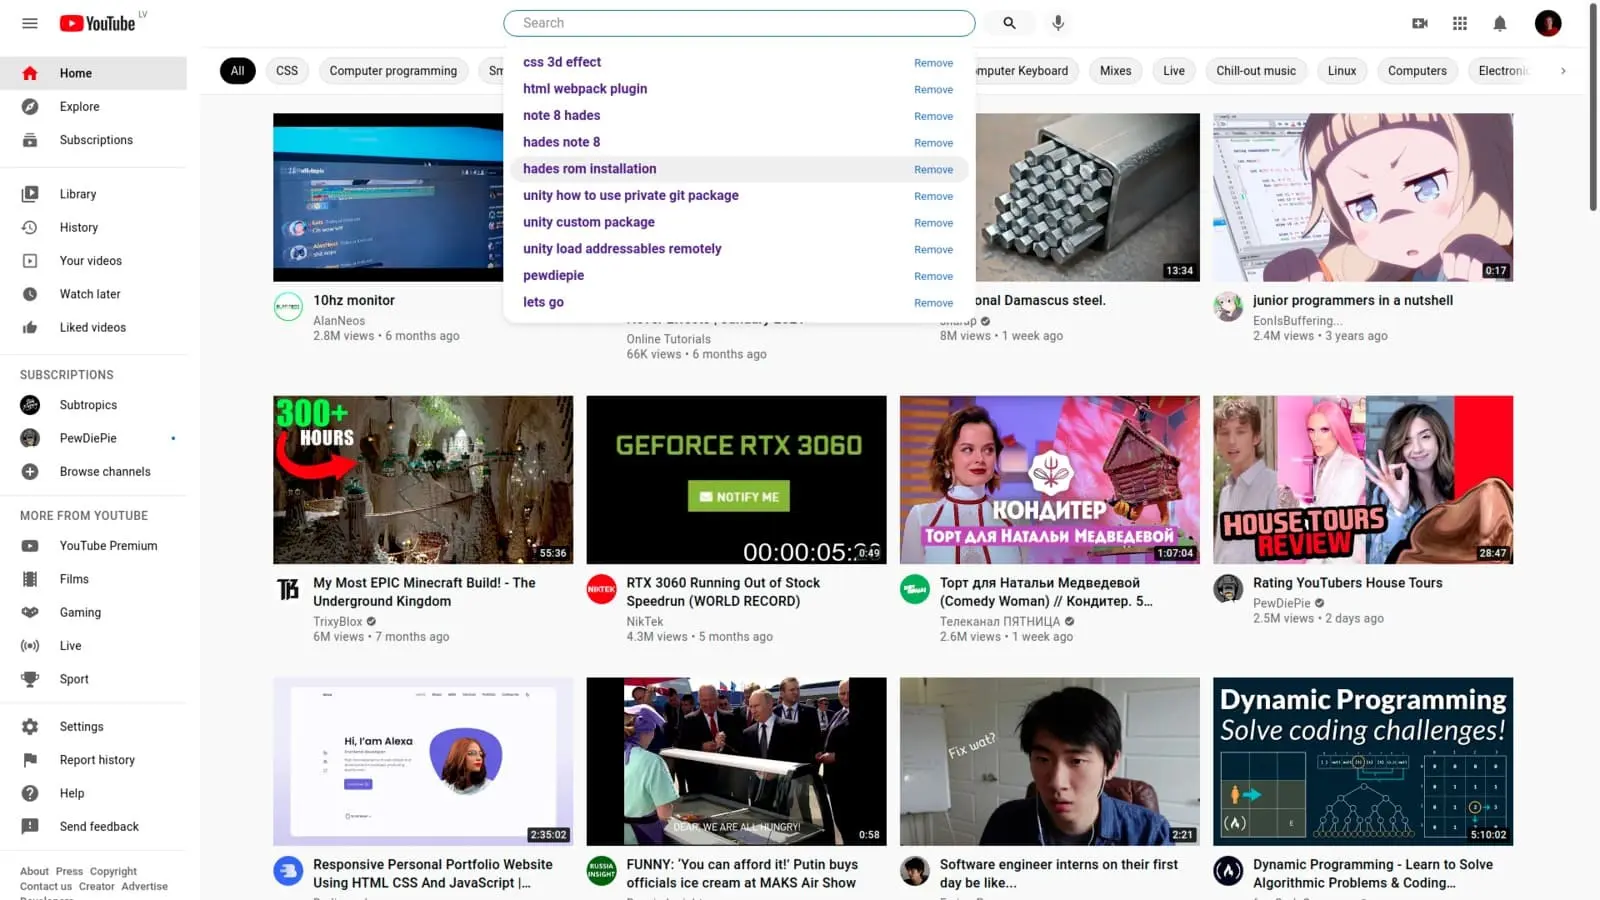 YouTube LV
Search
Home
Explore
Subscriptions
Library
History
Your videos
Watch later
Liked videos
SUBSCRIPTIONS
Subtropics
PewDiePie
Browse channels
MORE FROM YOUTUBE
YouTube Premium
Films
Gaming
Live
Sport
Settings
Report history
Help
Send feedback
About Press Copyright
Contact us Creator Advertise
All CSS Computer programming
mputer Keyboard Mixes Live Chill-out music Linux Computers Electronic
css 3d effect Remove
html webpack plugin Remove
note 8 hades Remove
hades note 8 Remove
hades rom installation Remove
unity how to use private git package Remove
unity custom package Remove
unity load addressables remotely Remove
pewdiepie Remove
lets go Remove
10hz monitor
AlanNeos
2.8M views • 6 months ago
Online Tutorials
66K views • 6 months ago
13:34
onal Damascus steel.
8M views • 1 week ago
0:17
junior programmers in a nutshell
EonIsBuffering...
2.4M views • 3 years ago
300+
HOURS
55:36
My Most EPIC Minecraft Build! - The
Underground Kingdom
TrixyBlox
6M views • 7 months ago
GEFORCE RTX 3060
NOTIFY ME
00:00:05:
0:49
NIKTEK
RTX 3060 Running Out of Stock
Speedrun (WORLD RECORD)
NikTek
4.3M views • 5 months ago
КОНДИТЕР
ТОРТ ДЛЯ НАТАЛЬИ МЕДВЕДЕВОЙ
1:07:04
Торт для Натальи Медведевой
(Comedy Woman) // Кондитер. 5...
Телеканал ПЯТНИЦА
2.6M views • 1 week ago
HOUSE TOURS
REVIEW
28:47
Rating YouTubers House Tours
PewDiePie
2.5M views • 2 days ago
Hi, I'am Alexa
2:35:02
Responsive Personal Portfolio Website
Using HTML CSS And JavaScript |...
DEAR, WE ARE ALL HUNGRY!
0:58
RUSSIA
INSIGHT
FUNNY: ‘You can afford it!’ Putin buys
officials ice cream at MAKS Air Show
Fix wat?
2:21
Software engineer interns on their first
day be like...
Dynamic Programming
Solve coding challenges!
5:10:02
Dynamic Programming - Learn to Solve
Algorithmic Problems & Coding...